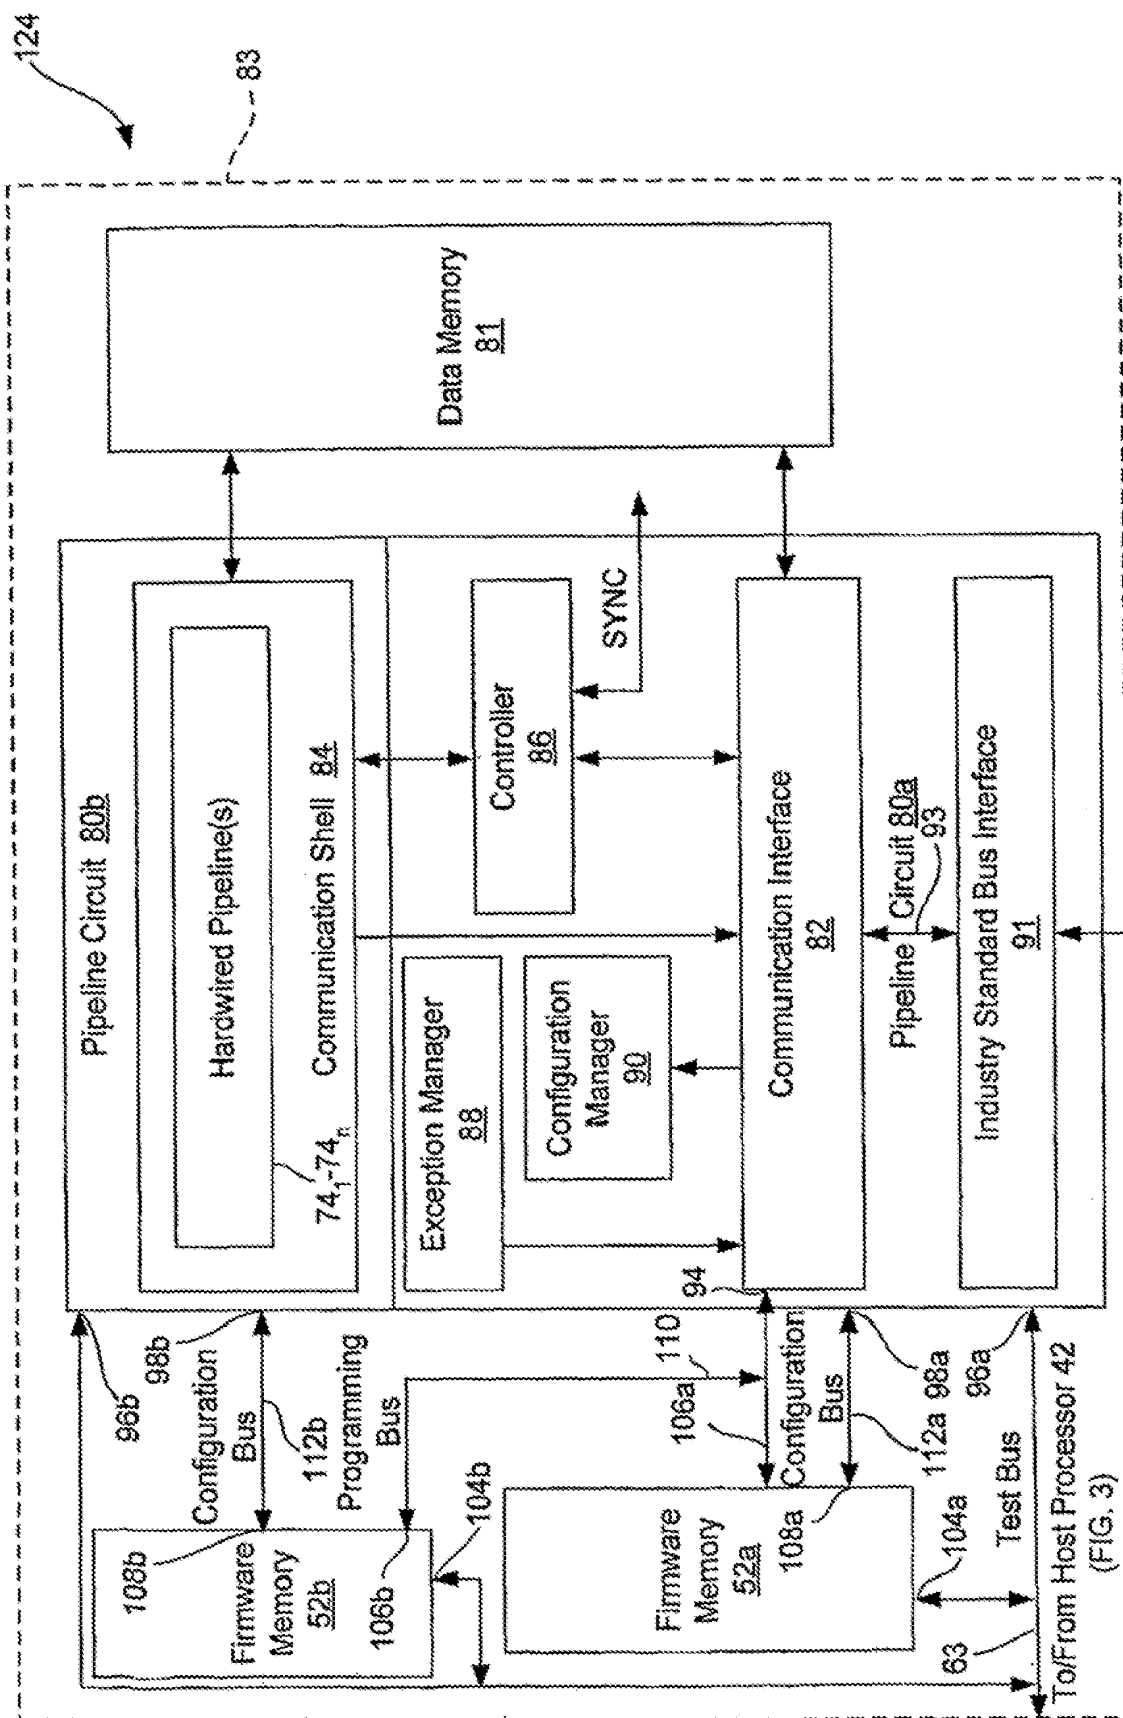 124
83
Pipeline Circuit 80b
Hardwired Pipeline(s)
74₁-74ₙ
Communication Shell 84
Data Memory
81
Exception Manager
88
Configuration
Manager
90
Controller
86
SYNC
Communication Interface
82
Pipeline Circuit 80a
93
Industry Standard Bus Interface
91
96b
98b
Configuration
Bus
112b
Programming
Bus
110
94
106a
Configuration
Bus
98a
112a
96a
Test Bus
108b
Firmware
Memory
52b
106b
104b
Firmware
Memory
52a
108a
104a
63
To/From Host Processor 42
(FIG. 3)